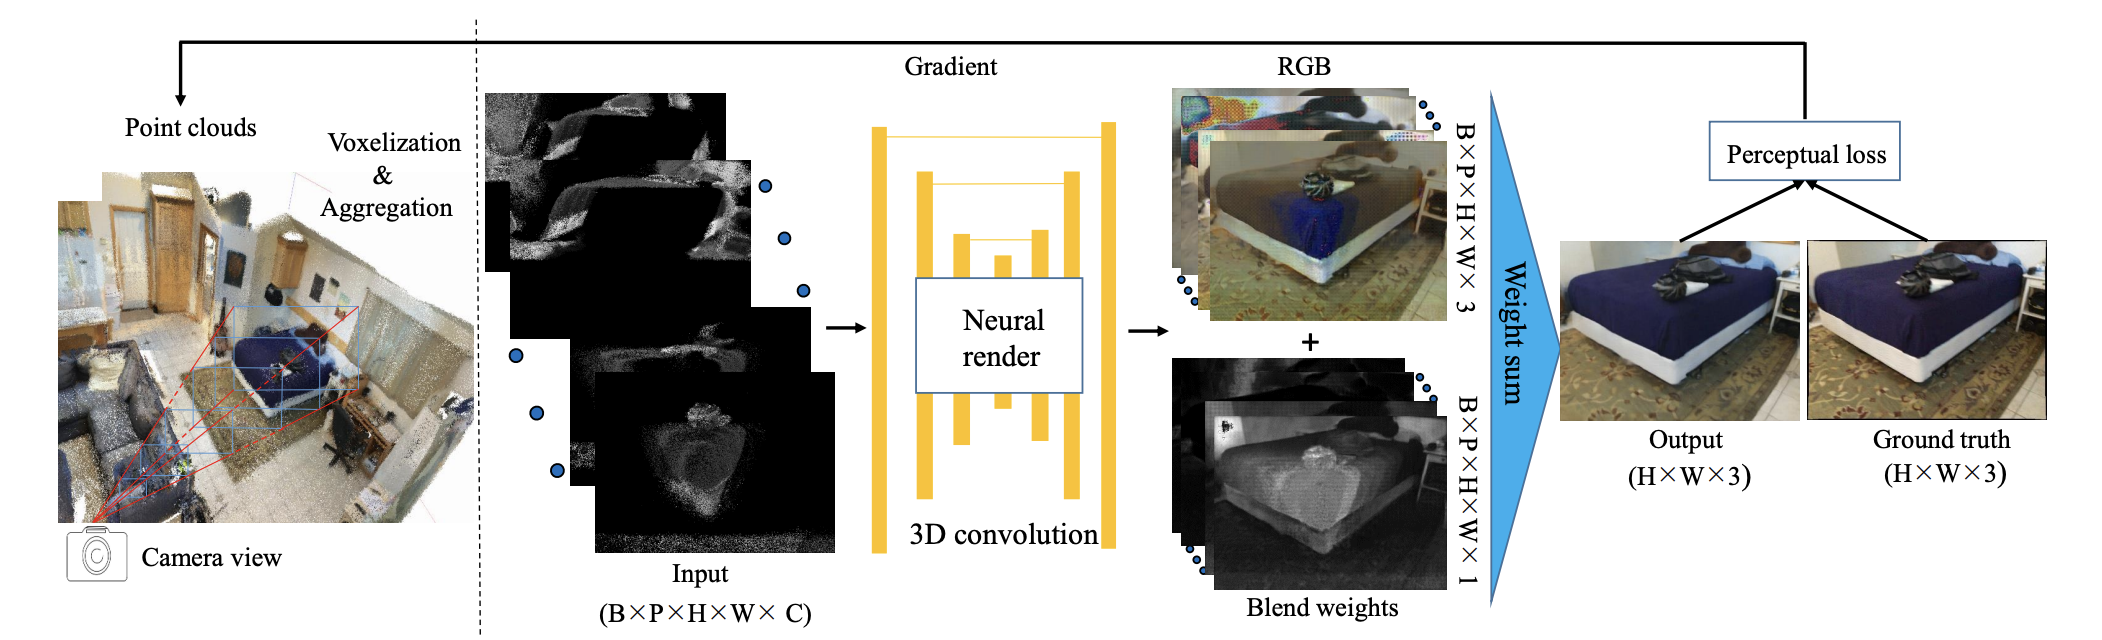 Gradient
RGB
Point clouds
Voxelization
&
Aggregation
Camera view
Input
(B×P×H×W× C)
Neural
render
3D convolution
B×P×H×W× 3
+
B×P×H×W× 1
Blend weights
Weight sum
Perceptual loss
Output
(H×W×3)
Ground truth
(H×W×3)